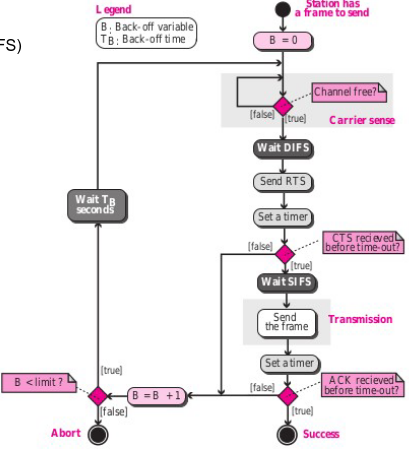 Legend
B : Back-off variable
TB : Back-off time
Station has
a frame to send
FS)
B = 0
Channel free?
[false]
[true]
Carrier sense
Wait DIFS
Send RTS
Wait TB
seconds
Set a timer
[false]
CTS recieved
before time-out?
[true]
Wait SIFS
Send
the frame
Transmission
Set a timer
[true]
B < limit ?
[false]
B = B + 1
[false]
ACK recieved
before time-out?
[true]
Abort
Success